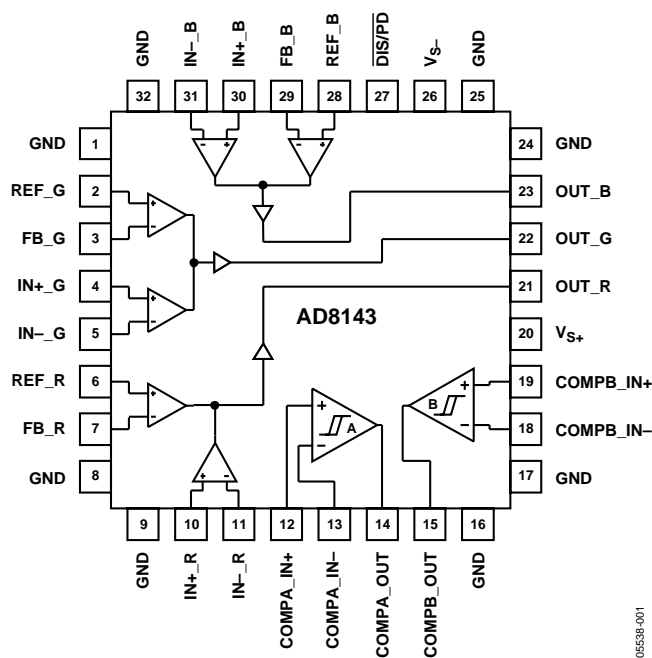 GND
IN–_B
IN+_B
FB_B
REF_B
DIS/PD
VS–
GND
32
31
30
29
28
27
26
25
– +
– +
GND 1
24 GND
REF_G 2
+
23 OUT_B
FB_G 3
–
22 OUT_G
IN+_G 4
+
21 OUT_R
IN–_G 5
–
AD8143
20 VS+
REF_R 6
+
+
B
+
19 COMPB_IN+
FB_R 7
–
–
A
–
18 COMPB_IN–
GND 8
+ –
17 GND
9
10
11
12
13
14
15
16
GND
IN+_R
IN–_R
COMPA_IN+
COMPA_IN–
COMPA_OUT
COMPB_OUT
GND
05538-001